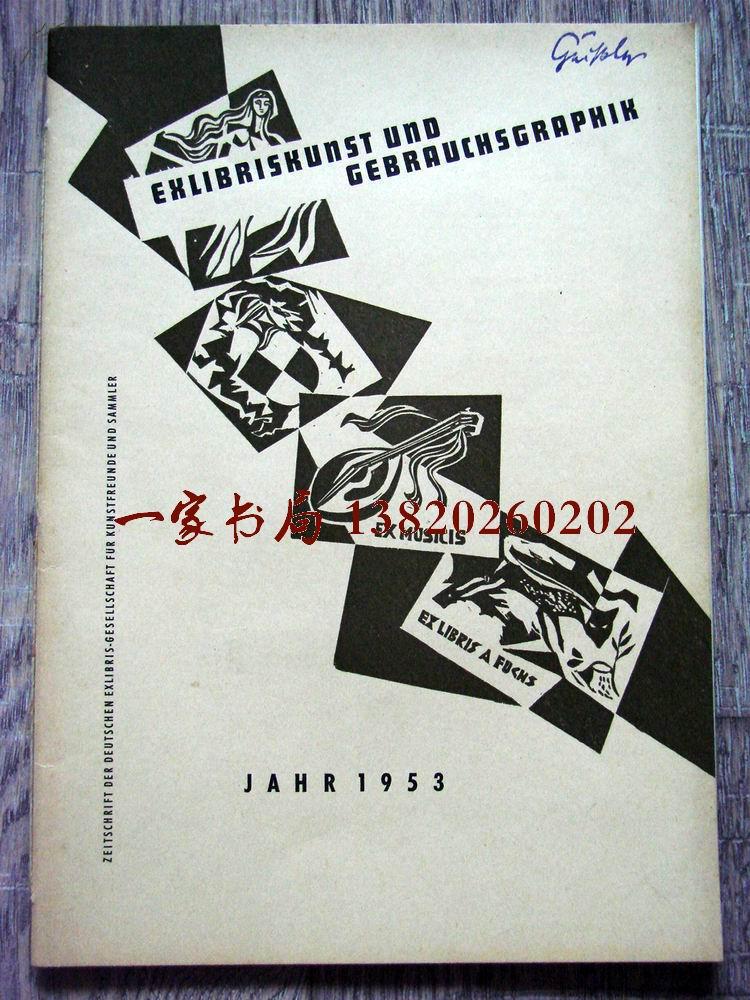 EXLIBRISKUNST UND
GEBRAUCHSGRAPHIK
EX MUSICIS
EX LIBRIS A FUCHS
ZEITSCHRIFT DER DEUTSCHEN EXLIBRIS-GESELLSCHAFT FÜR KUNSTFREUNDE UND SAMMLER
一家书局 13820260202
JAHR 1953